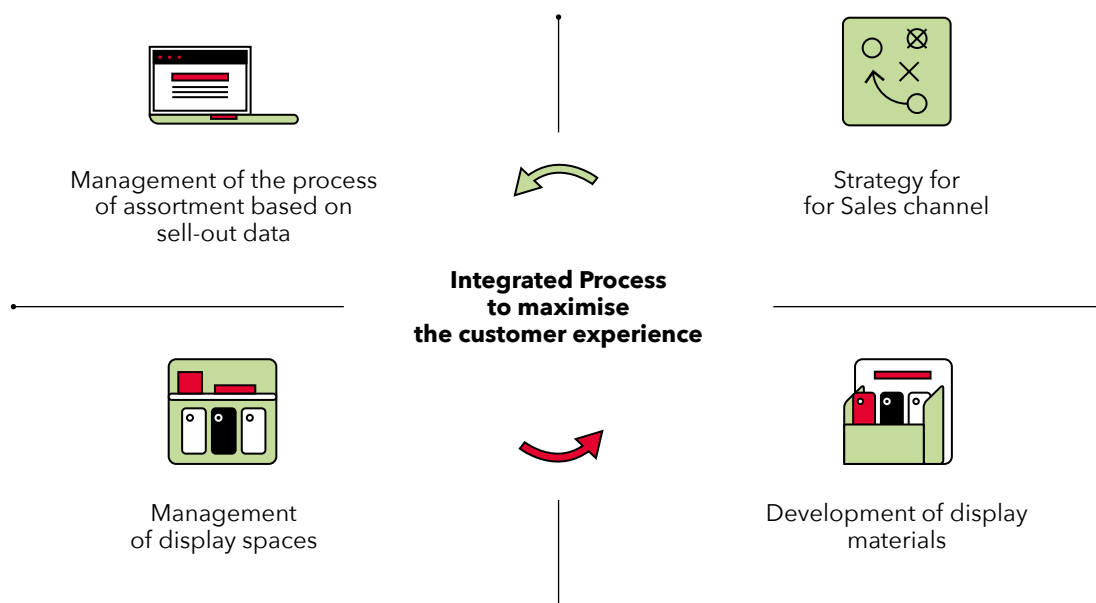 Management of the process
of assortment based on
sell-out data
Strategy for
for Sales channel
Integrated Process
to maximise
the customer experience
Management
of display spaces
Development of display
materials